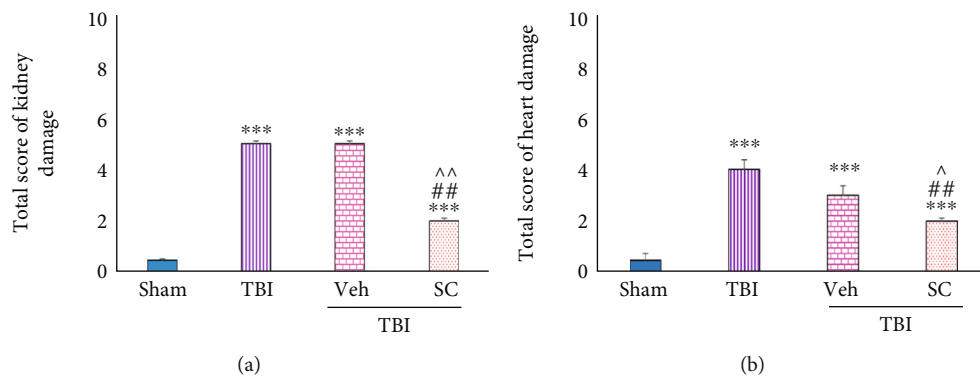 Total score of kidney
damage
10
8
6
4
2
0
***
***
^^
##
***
Sham
TBI
Veh
SC
TBI
(a)
Total score of heart damage
10
8
6
4
2
0
***
***
^
##
***
Sham
TBI
Veh
SC
TBI
(b)